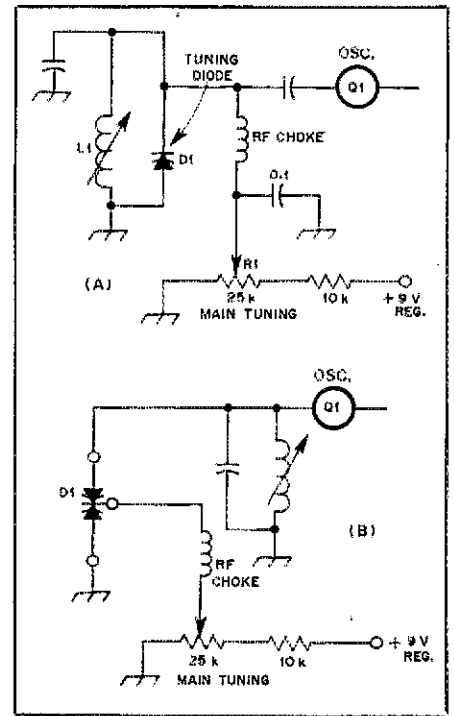 OSC.
TUNING
DIODE
Q1
L1
D1
RF CHOKE
0.1
R1
(A)
25 k
10 k
+ 9 V
REG.
MAIN TUNING
OSC.
Q1
D1
(B)
RF
CHOKE
25 k
10 k
+ 9 V
REG.
MAIN TUNING